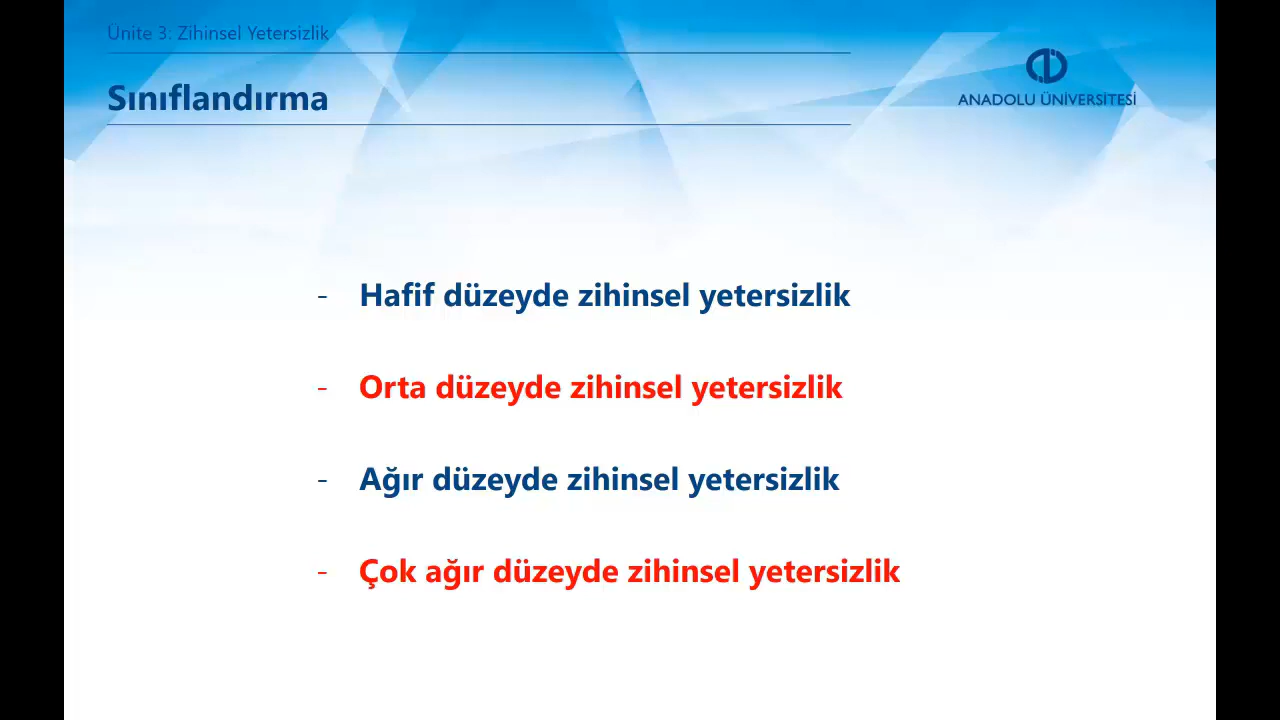 Ünite 3: Zihinsel Yetersizlik
Sınıflandırma
ANADOLU ÜNİVERSİTESİ
- Hafif düzeyde zihinsel yetersizlik
- Orta düzeyde zihinsel yetersizlik
- Ağır düzeyde zihinsel yetersizlik
- Çok ağır düzeyde zihinsel yetersizlik